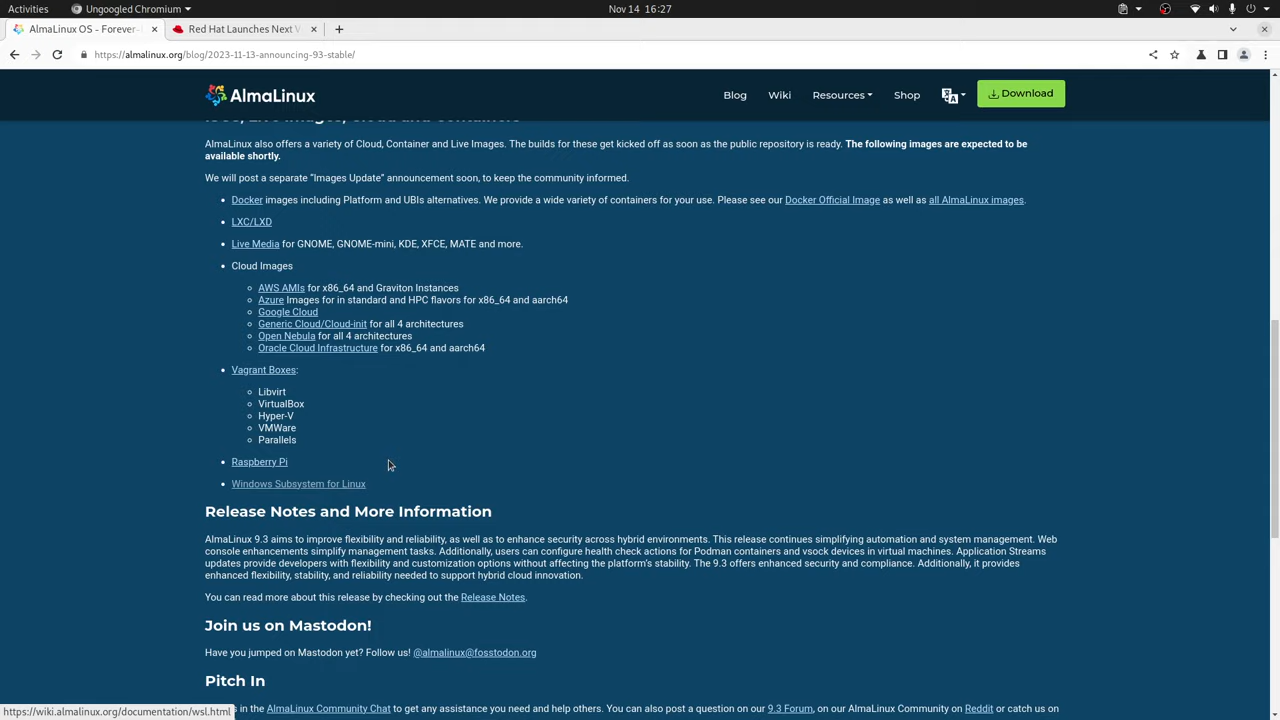 Activities
Ungoogled Chromium
Nov 14 16:27
AlmaLinux OS - Forever-
Red Hat Launches Next V
https://almalinux.org/blog/2023-11-13-announcing-93-stable/
AlmaLinux
Blog
Wiki
Resources
Shop
Download
ISOs, Live Images, Cloud and Containers
AlmaLinux also offers a variety of Cloud, Container and Live Images. The builds for these get kicked off as soon as the public repository is ready. The following images are expected to be
available shortly.
We will post a separate “Images Update” announcement soon, to keep the community informed.
Docker images including Platform and UBIs alternatives. We provide a wide variety of containers for your use. Please see our Docker Official Image as well as all AlmaLinux images.
LXC/LXD
Live Media for GNOME, GNOME-mini, KDE, XFCE, MATE and more.
Cloud Images
AWS AMIs for x86_64 and Graviton Instances
Azure Images for in standard and HPC flavors for x86_64 and aarch64
Google Cloud
Generic Cloud/Cloud-init for all 4 architectures
Open Nebula for all 4 architectures
Oracle Cloud Infrastructure for x86_64 and aarch64
Vagrant Boxes:
Libvirt
VirtualBox
Hyper-V
VMWare
Parallels
Raspberry Pi
Windows Subsystem for Linux
Release Notes and More Information
AlmaLinux 9.3 aims to improve flexibility and reliability, as well as to enhance security across hybrid environments. This release continues simplifying automation and system management. Web
console enhancements simplify management tasks. Additionally, users can configure health check actions for Podman containers and vsock devices in virtual machines. Application Streams
updates provide developers with flexibility and customization options without affecting the platform’s stability. The 9.3 offers enhanced security and compliance. Additionally, it provides
enhanced flexibility, stability, and reliability needed to support hybrid cloud innovation.
You can read more about this release by checking out the Release Notes.
Join us on Mastodon!
Have you jumped on Mastodon yet? Follow us! @almalinux@fosstodon.org
Pitch In
s in the AlmaLinux Community Chat to get any assistance you need and help others. You can also post a question on our 9.3 Forum, on our AlmaLinux Community on Reddit or catch us on
https://wiki.almalinux.org/documentation/wsl.html